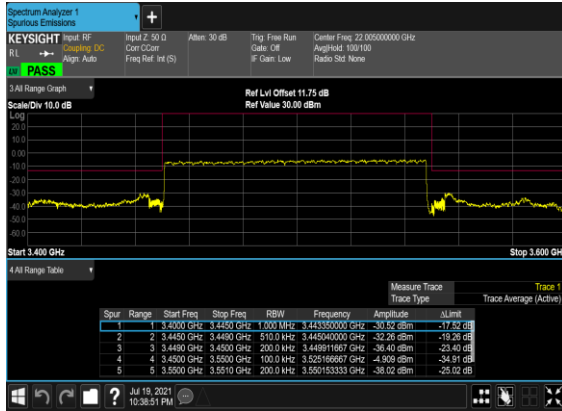 Spectrum Analyzer 1
Spurious Emissions
+
KEYSIGHT Input: RF Input Z: 50 Ω Atten: 30 dB Trig: Free Run Center Freq: 22.005000000 GHz
RL Coupling: DC Corr CCorr Gate: Off Avg|Hold: 100/100
Align: Auto Freq Ref: Int (S) IF Gain: Low Radio Std: None
PASS
3 All Range Graph Ref Lvl Offset 11.75 dB
Scale/Div 10.0 dB Ref Value 30.00 dBm
Log
20.0
10.0
0.00
-10.0
-20.0
-30.0
-40.0
-50.0
-60.0
Start 3.400 GHz Stop 3.600 GH
4 All Range Table
Measure Trace Trace 1
Trace Type Trace Average (Active)
Spur Range Start Freq Stop Freq RBW Frequency Amplitude ΔLimit
1 1 3.4000 GHz 3.4450 GHz 1.000 MHz 3.443350000 GHz -30.52 dBm -17.52 dB
2 2 3.4450 GHz 3.4490 GHz 510.0 kHz 3.445040000 GHz -32.26 dBm -19.26 dB
3 3 3.4490 GHz 3.4500 GHz 200.0 kHz 3.449911667 GHz -36.40 dBm -23.40 dB
4 4 3.4500 GHz 3.5500 GHz 100.0 kHz 3.525166667 GHz -4.909 dBm -34.91 dB
5 5 3.5500 GHz 3.5510 GHz 200.0 kHz 3.550153333 GHz -38.02 dBm -25.02 dB
? Jul 19, 2021
10:38:51 PM